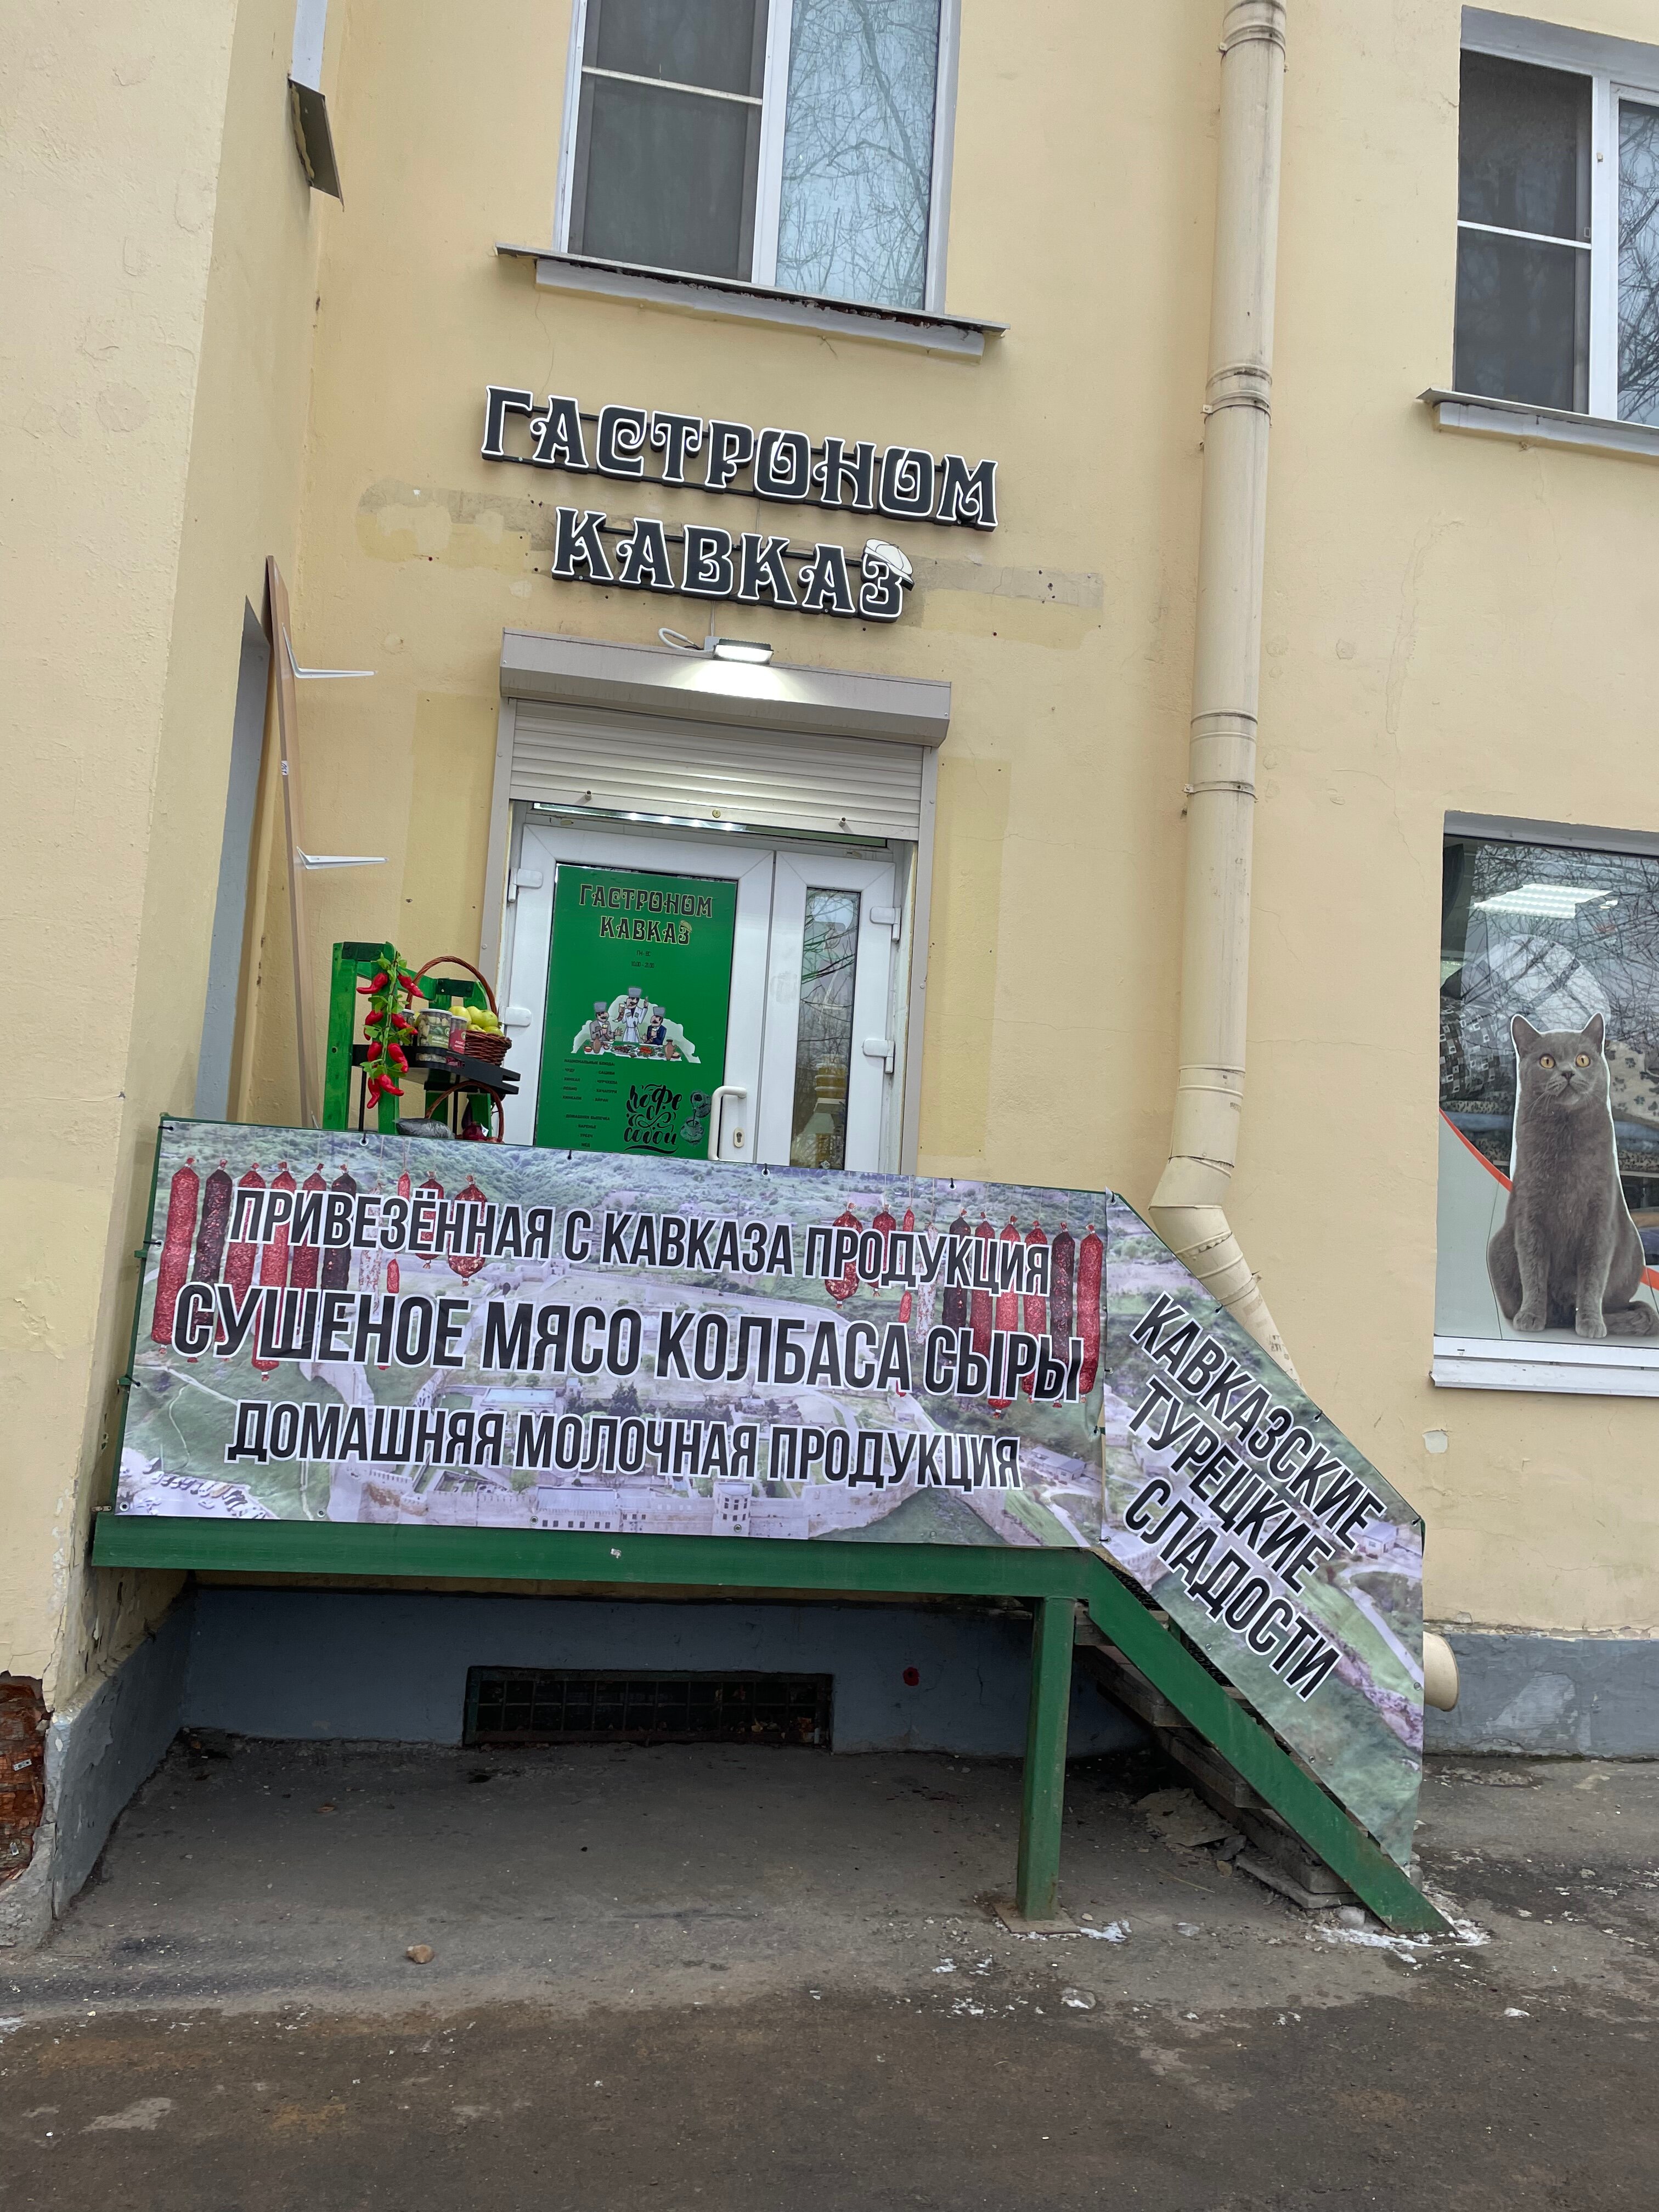 ГАСТРОНОМ
КАВКАЗ
ГАСТРОНОМ
КАВКАЗ
кофе
с
собой
ПРИВЕЗЁННАЯ С КАВКАЗА ПРОДУКЦИЯ
СУШЕНОЕ МЯСО КОЛБАСА СЫРЫ
ДОМАШНЯЯ МОЛОЧНАЯ ПРОДУКЦИЯ
КАВКАЗСКИЕ
ТУРЕЦКИЕ
СЛАДОСТИ